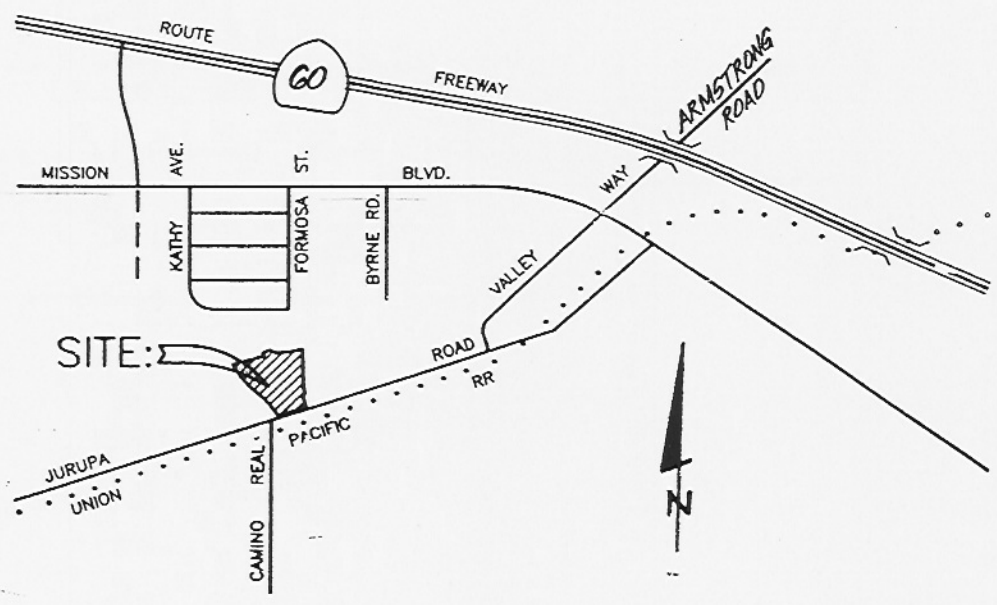 ROUTE
60
FREEWAY
ARMSTRONG
ROAD
MISSION
AVE.
ST.
BLVD.
WAY
KATHY
FORMOSA
BYRNE RD.
VALLEY
SITE:
ROAD
RR
PACIFIC
JURUPA
UNION
REAL
CAMINO
N